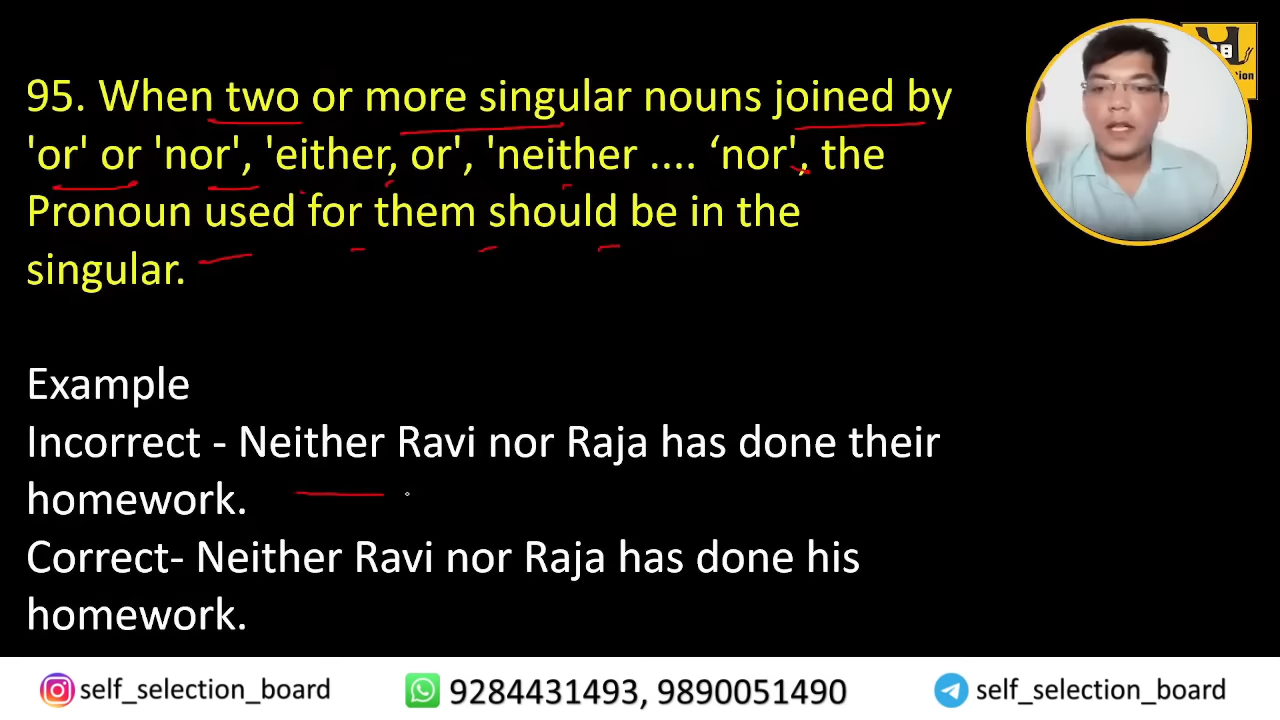 95. When two or more singular nouns joined by
'or' or 'nor', 'either, or', 'neither .... ‘nor', the
Pronoun used for them should be in the
singular.
Example
Incorrect - Neither Ravi nor Raja has done their
homework.
Correct- Neither Ravi nor Raja has done his
homework.
self_selection_board
9284431493, 9890051490
self_selection_board